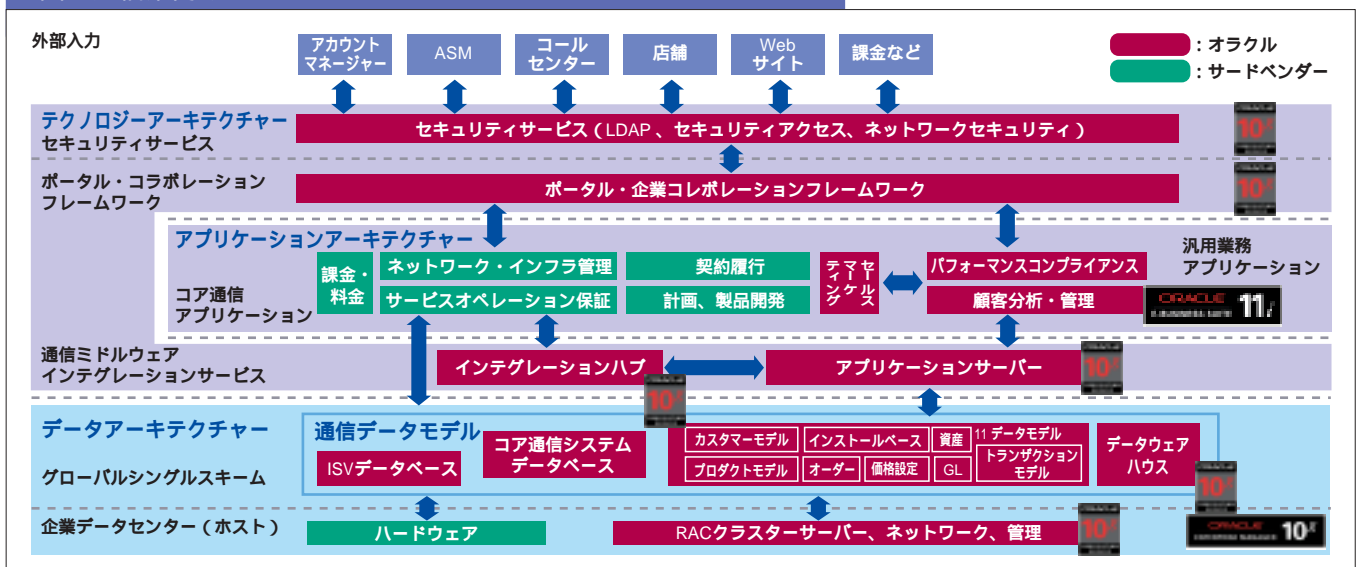 外部入力
アカウント
マネージャー
ASM
コール
センター
店舗
Web
サイト
課金など
：オラクル
：サードベンダー
テクノロジーアーキテクチャー
セキュリティサービス
セキュリティサービス（LDAP、セキュリティアクセス、ネットワークセキュリティ）
ポータル・コラボレーション
フレームワーク
ポータル・企業コレボレーションフレームワーク
アプリケーションアーキテクチャー
コア通信
アプリケーション
課金・
料金
ネットワーク・インフラ管理
契約履行
サービスオペレーション保証
計画、製品開発
セールス
マーケ
ティング
パフォーマンスコンプライアンス
顧客分析・管理
汎用業務
アプリケーション
ORACLE
E-BUSINESS SUITE
11i
通信ミドルウェア
インテグレーションサービス
インテグレーションハブ
アプリケーションサーバー
データアーキテクチャー
グローバルシングルスキーム
通信データモデル
ISVデータベース
コア通信システム
データベース
カスタマーモデル
インストールベース
資産
11 データモデル
プロダクトモデル
オーダー
価格設定
GL
トランザクション
モデル
データウェア
ハウス
企業データセンター（ホスト）
ハードウェア
RACクラスターサーバー、ネットワーク、管理
ORACLE
10g